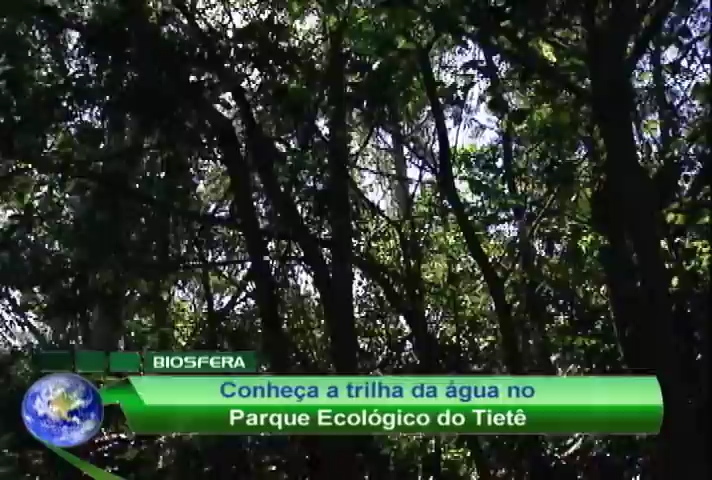 BIOSFERA
Conheça a trilha da água no
Parque Ecológico do Tietê